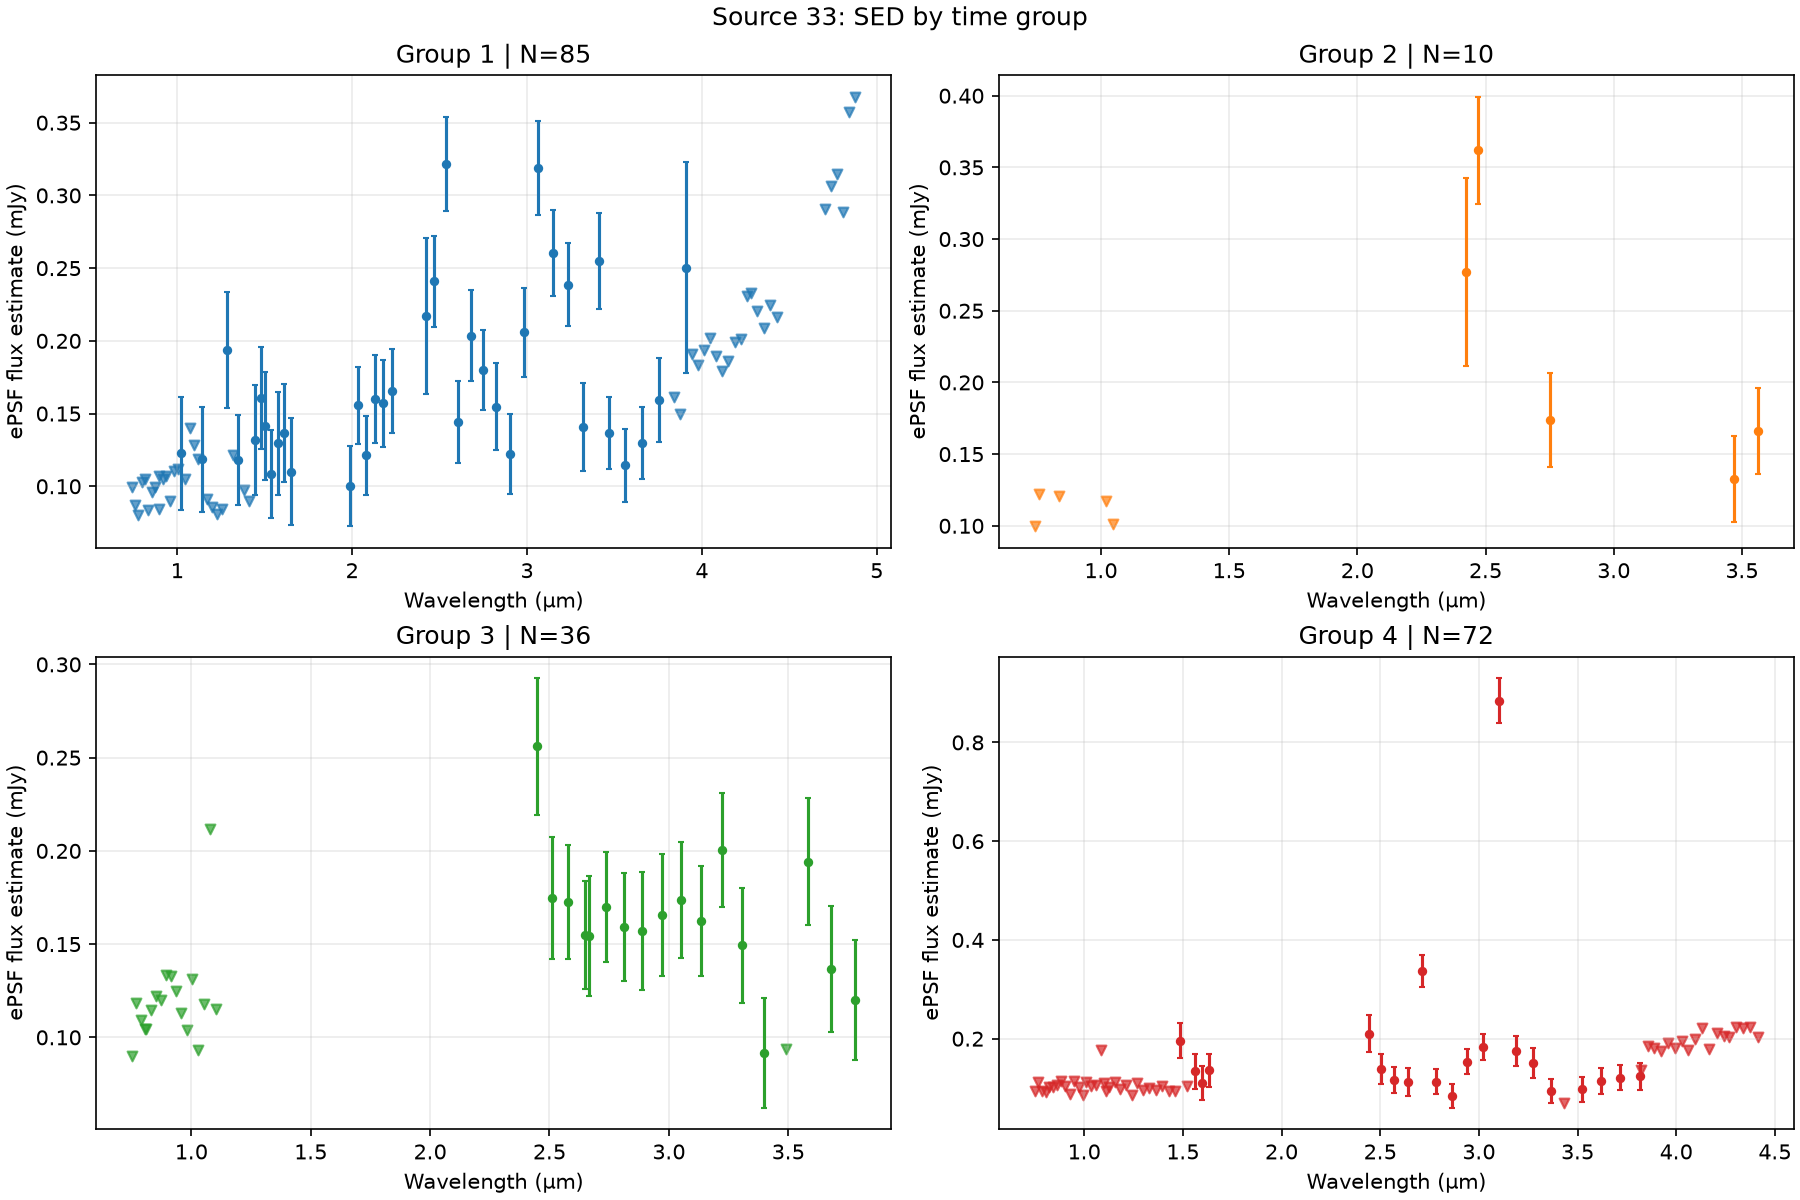 Source 33: SED by time group
Group 1 | N=85
ePSF flux estimate (mJy)
0.35
0.30
0.25
0.20
0.15
0.10
1 2 3 4 5
Wavelength (µm)
Group 2 | N=10
ePSF flux estimate (mJy)
0.40
0.35
0.30
0.25
0.20
0.15
0.10
1.0 1.5 2.0 2.5 3.0 3.5
Wavelength (µm)
Group 3 | N=36
ePSF flux estimate (mJy)
0.30
0.25
0.20
0.15
0.10
1.0 1.5 2.0 2.5 3.0 3.5
Wavelength (µm)
Group 4 | N=72
ePSF flux estimate (mJy)
0.8
0.6
0.4
0.2
1.0 1.5 2.0 2.5 3.0 3.5 4.0 4.5
Wavelength (µm)